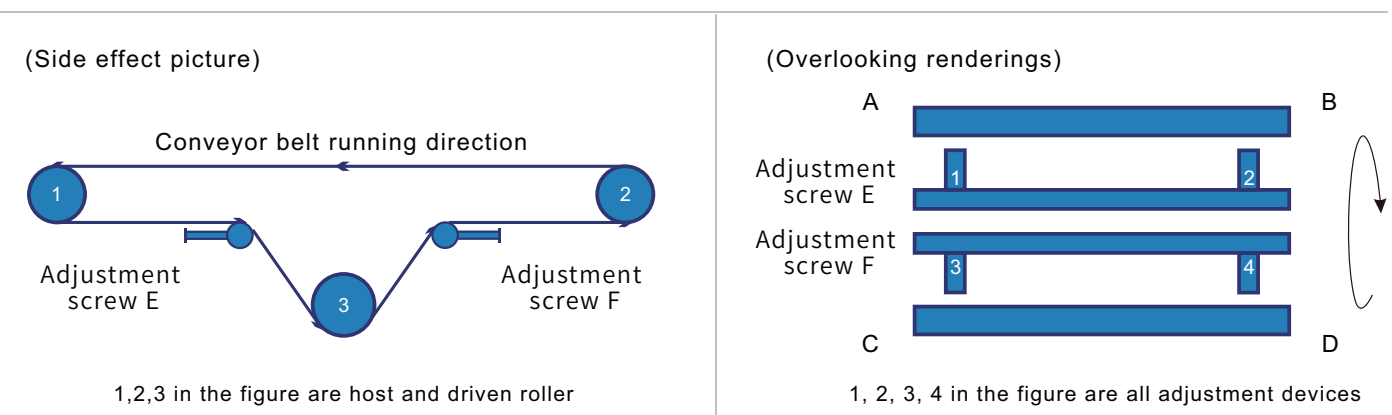 (Side effect picture)
Conveyor belt running direction
1
2
Adjustment
screw E
3
Adjustment
screw F
1,2,3 in the figure are host and driven roller
(Overlooking renderings)
A
B
Adjustment
screw E
1
2
Adjustment
screw F
3
4
C
D
1, 2, 3, 4 in the figure are all adjustment devices